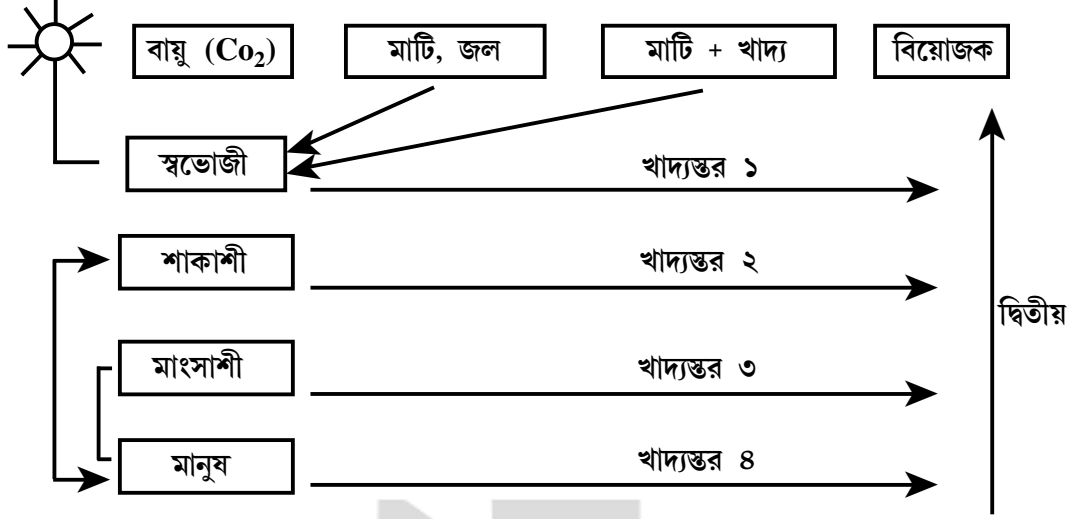 বায়ু (Co₂) মাটি, জল মাটি + খাদ্য বিয়োজক
স্বভোজী খাদ্যস্তর ১
শাকাশী খাদ্যস্তর ২
দ্বিতীয়
মাংসাশী খাদ্যস্তর ৩
মানুষ খাদ্যস্তর ৪